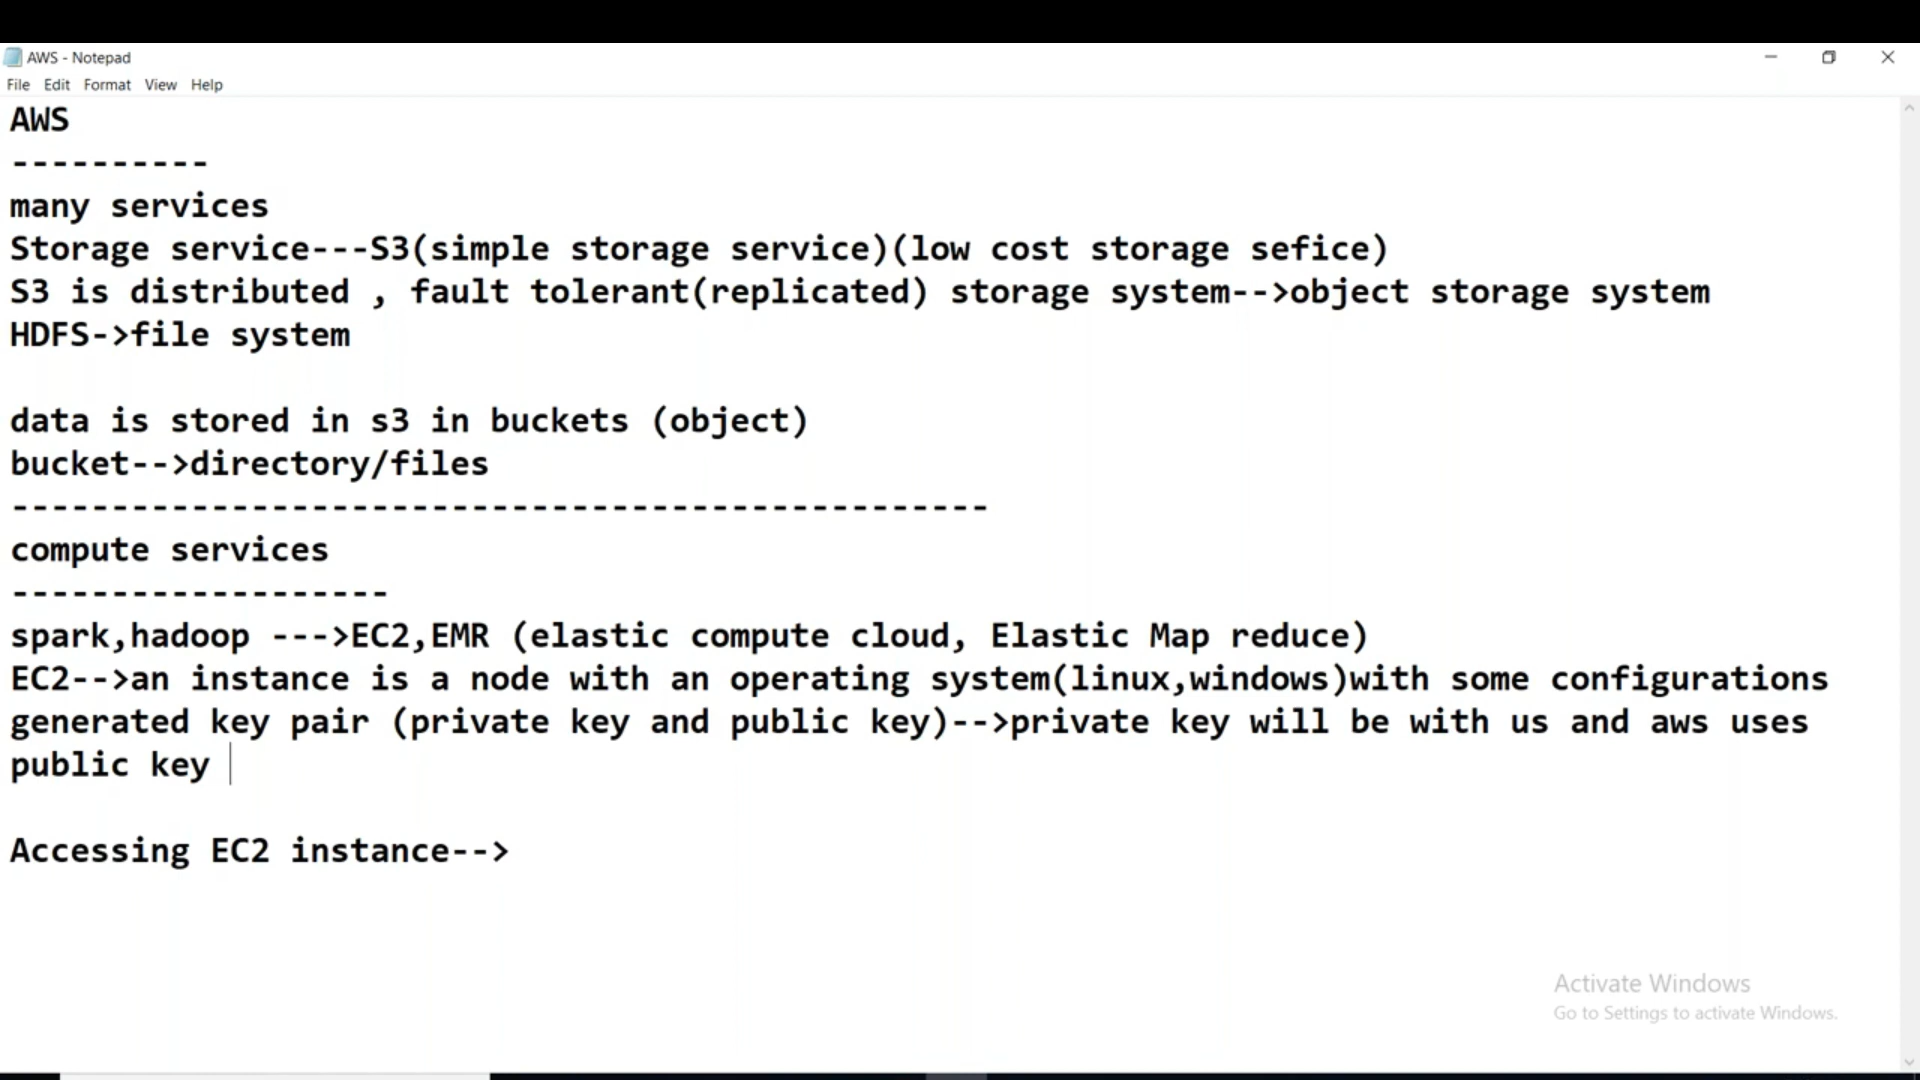 AWS - Notepad
File Edit Format View Help
AWS
----------
many services
Storage service---S3(simple storage service)(low cost storage sefice)
S3 is distributed , fault tolerant(replicated) storage system-->object storage system
HDFS->file system
data is stored in s3 in buckets (object)
bucket-->directory/files
-------------------------------------------------
compute services
-------------------
spark,hadoop --->EC2,EMR (elastic compute cloud, Elastic Map reduce)
EC2-->an instance is a node with an operating system(linux,windows)with some configurations
generated key pair (private key and public key)-->private key will be with us and aws uses
public key
Accessing EC2 instance-->
Activate Windows
Go to Settings to activate Windows.